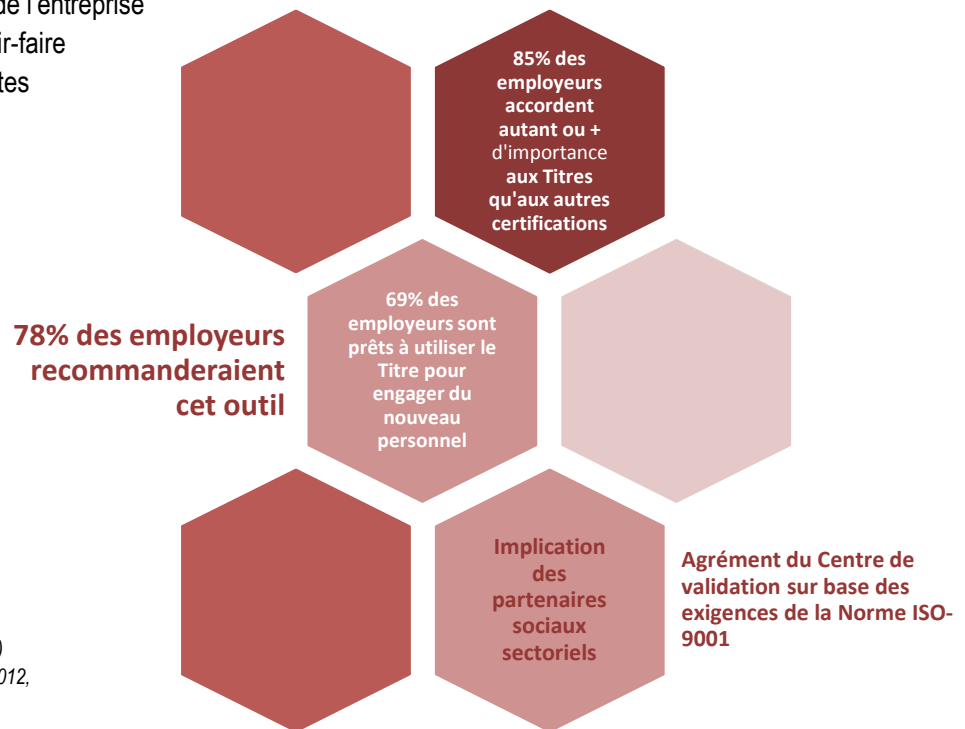 de l'entreprise
ir-faire
tes
85% des
employeurs
accordent
autant ou +
d'importance
aux Titres
qu'aux autres
certifications
69% des
employeurs sont
prêts à utiliser le
Titre pour
engager du
nouveau
personnel
78% des employeurs
recommanderaient
cet outil
Implication
des
partenaires
sociaux
sectoriels
Agrément du Centre de
validation sur base des
exigences de la Norme ISO-
9001
)
012,